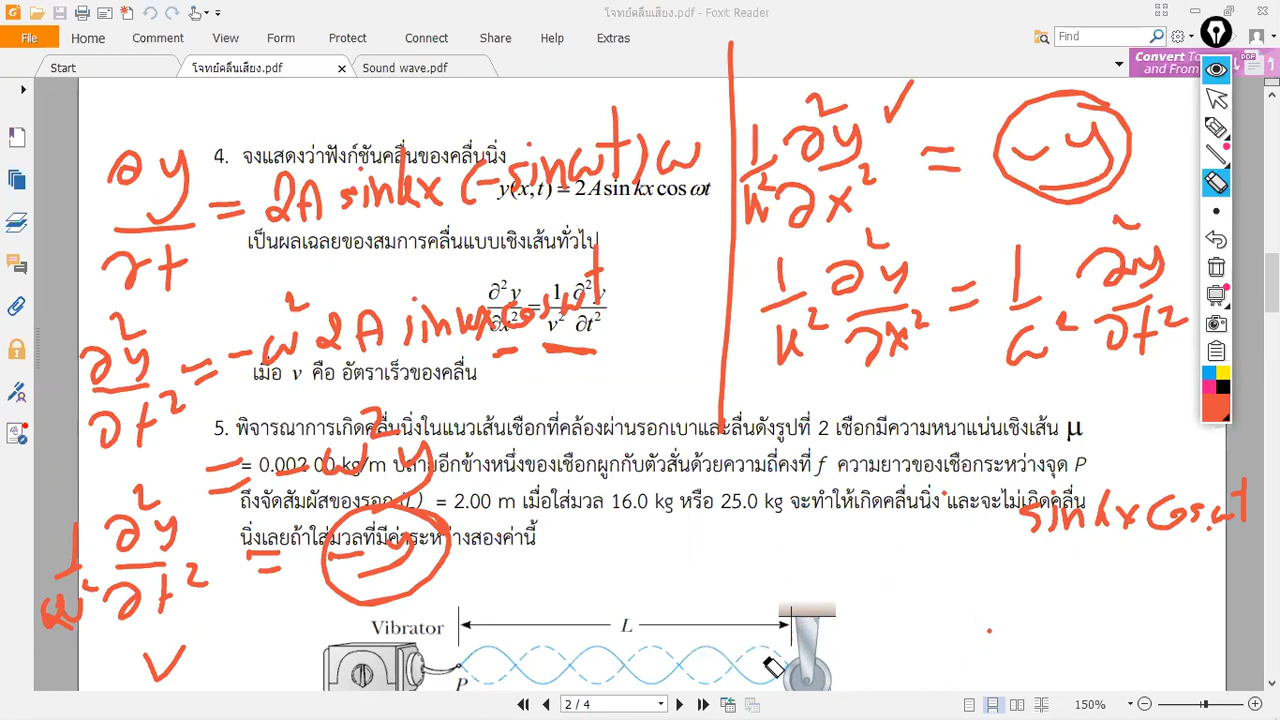 โจทย์คลื่นเสียง.pdf - Foxit Reader
File Home Comment View Form Protect Connect Share Help Extras
Find
Start โจทย์คลื่นเสียง.pdf Sound wave.pdf
Convert To
and From
PDF
4. จงแสดงว่าฟังก์ชันคลื่นของคลื่นนิ่ง
y(x,t) = 2A sin kx cos ωt
∂y/∂t = 2A sin kx (-sin ωt) ω
เป็นผลเฉลยของสมการคลื่นแบบเชิงเส้นทั่วไป
∂²y/∂x² = 1/v² ∂²y/∂t²
∂²y/∂t² = -ω² 2A sin kx cos ωt
เมื่อ v คือ อัตราเร็วของคลื่น
= -ω² y
1/ω² ∂²y/∂t² = -y
✓
1/k² ∂²y/∂x² = -y
✓
1/k² ∂²y/∂x² = 1/ω² ∂²y/∂t²
5. พิจารณาการเกิดคลื่นนิ่งในแนวเส้นเชือกที่คล้องผ่านรอกเบาและลื่นดังรูปที่ 2 เชือกมีความหนาแน่นเชิงเส้น μ
= 0.002 00 kg/m ปลายอีกข้างหนึ่งของเชือกผูกกับตัวสั่นด้วยความถี่คงที่ f ความยาวของเชือกระหว่างจุด P
ถึงจัดสัมผัสของรอก (L) = 2.00 m เมื่อใส่มวล 16.0 kg หรือ 25.0 kg จะทำให้เกิดคลื่นนิ่ง และจะไม่เกิดคลื่น
นิ่งเลยถ้าใส่มวลที่มีค่าระหว่างสองค่านี้
sin kx cos ωt
Vibrator
L
P
2 / 4
150%